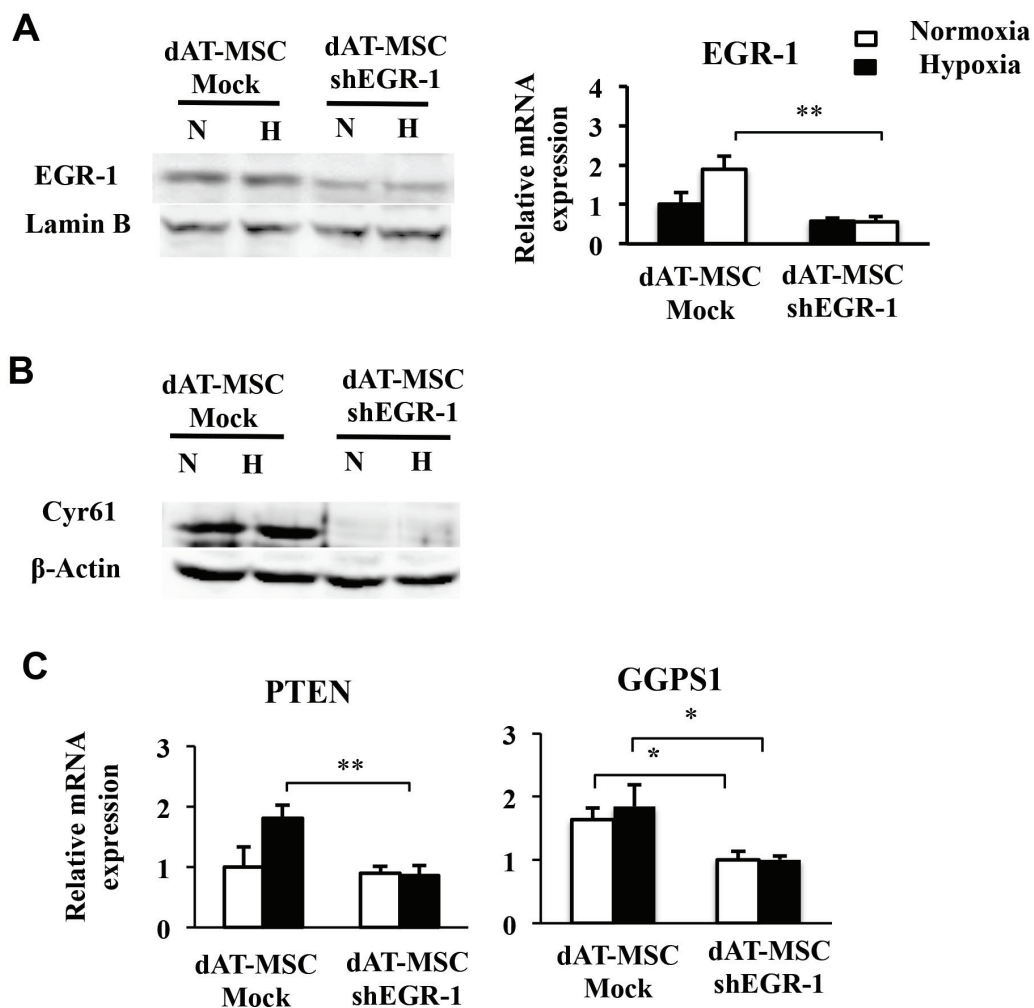 A
dAT-MSC
Mock
dAT-MSC
shEGR-1
N H N H
EGR-1
Lamin B
EGR-1
Normoxia
Hypoxia
Relative mRNA
expression
4
3
2
1
0
**
dAT-MSC
Mock
dAT-MSC
shEGR-1
B
dAT-MSC
Mock
dAT-MSC
shEGR-1
N H N H
Cyr61
β-Actin
C
PTEN
Relative mRNA
expression
3
2
1
0
**
dAT-MSC
Mock
dAT-MSC
shEGR-1
GGPS1
3
2
1
0
*
*
dAT-MSC
Mock
dAT-MSC
shEGR-1